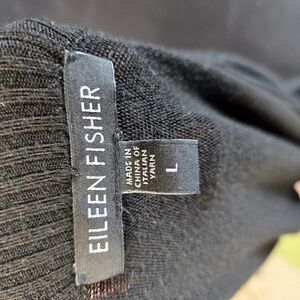 EILEEN FISHER
MADE IN
CHINA OF
ITALIAN
YARN
L